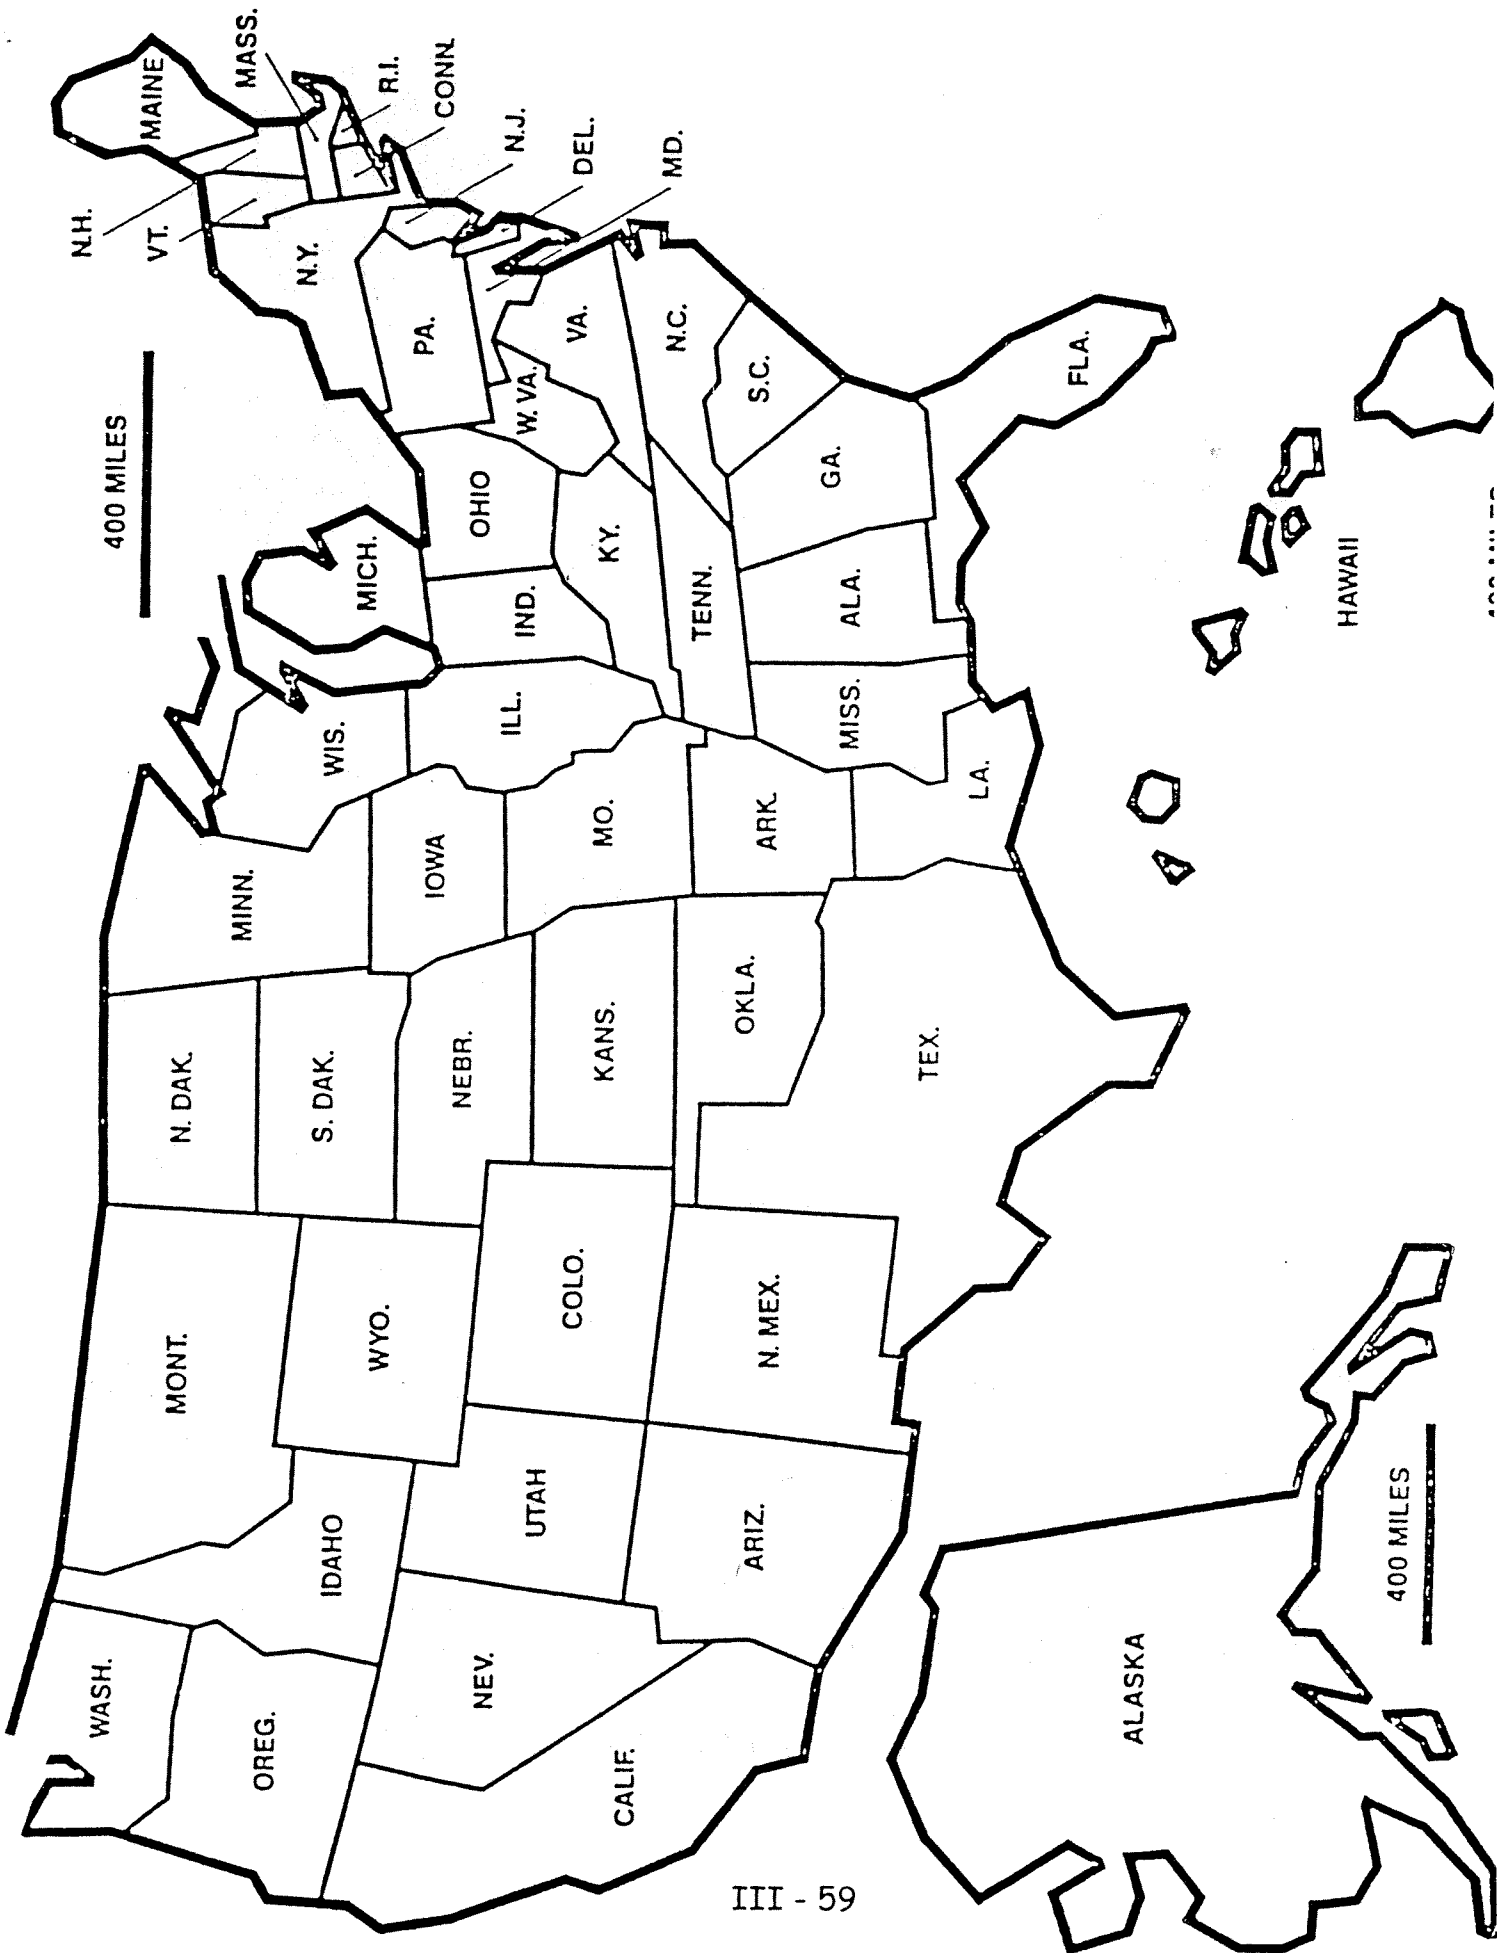 WASH.
OREG.
CALIF.
NEV.
IDAHO
MONT.
WYO.
UTAH
ARIZ.
COLO.
N. MEX.
N. DAK.
S. DAK.
NEBR.
KANS.
OKLA.
TEX.
MINN.
IOWA
MO.
ARK.
LA.
WIS.
ILL.
MISS.
MICH.
IND.
OHIO
KY.
TENN.
ALA.
GA.
FLA.
S.C.
N.C.
VA.
W. VA.
PA.
N.Y.
VT.
N.H.
MAINE
MASS.
R.I.
CONN.
N.J.
DEL.
MD.
400 MILES
ALASKA
400 MILES
HAWAII
III - 59